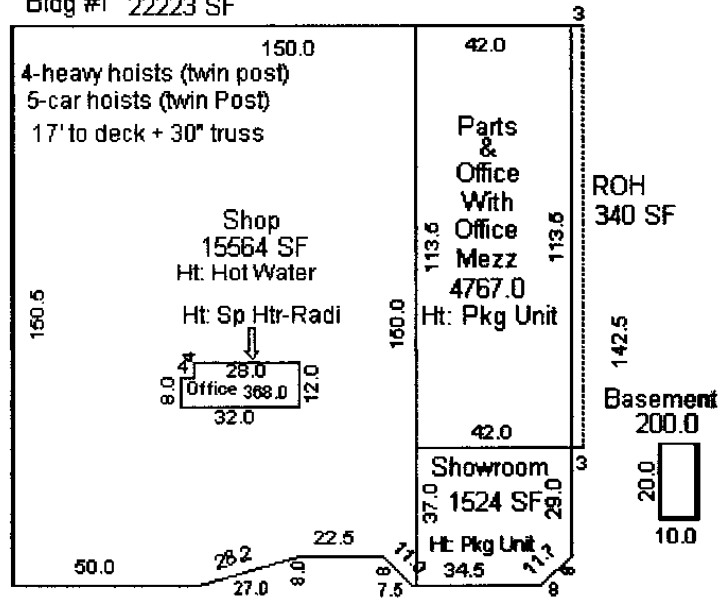 Bldg #1 22223 SF
3
150.0
42.0
4-heavy hoists (twin post)
5-car hoists (twin Post)
17' to deck + 30" truss
Parts
&
Office
With
Office
Mezz
4767.0
Ht: Pkg Unit
113.5
113.5
ROH
340 SF
Shop
15564 SF
Ht: Hot Water
Ht: Sp Htr-Radi
150.5
150.0
142.5
4
4
28.0
8.0
Office 368.0
12.0
32.0
Basement
200.0
20.0
10.0
42.0
3
Showroom
1524 SF
37.0
29.0
Ht: Pkg Unit
50.0
28.2
27.0
8.0
22.5
8
11.0
7.5
34.5
11.7
8
8